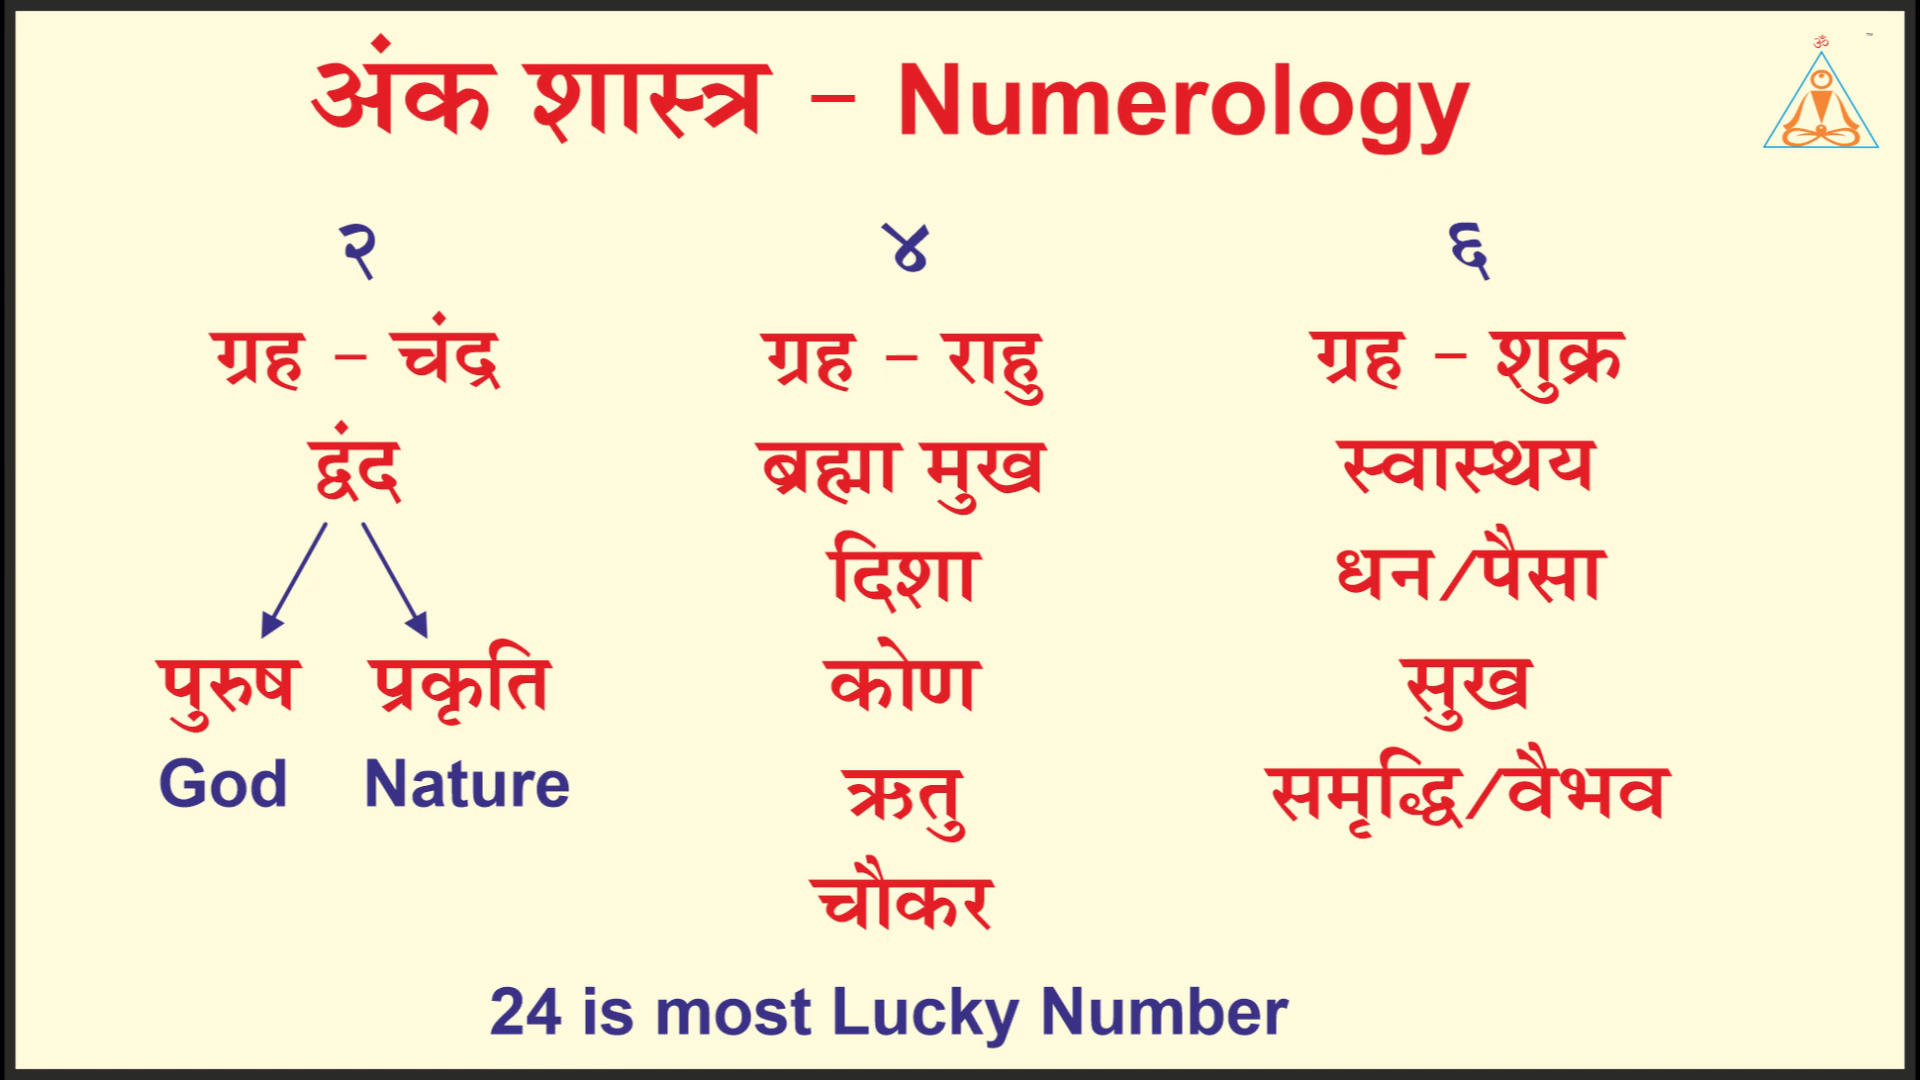 अंक शास्त्र – Numerology
ॐ ™
२ ४ ६
ग्रह – चंद्र ग्रह – राहु ग्रह – शुक्र
द्वंद ब्रह्मा मुख स्वास्थय
दिशा धन/पैसा
पुरुष प्रकृति कोण सुख
God Nature ऋतु समृद्धि/वैभव
चौकर
24 is most Lucky Number